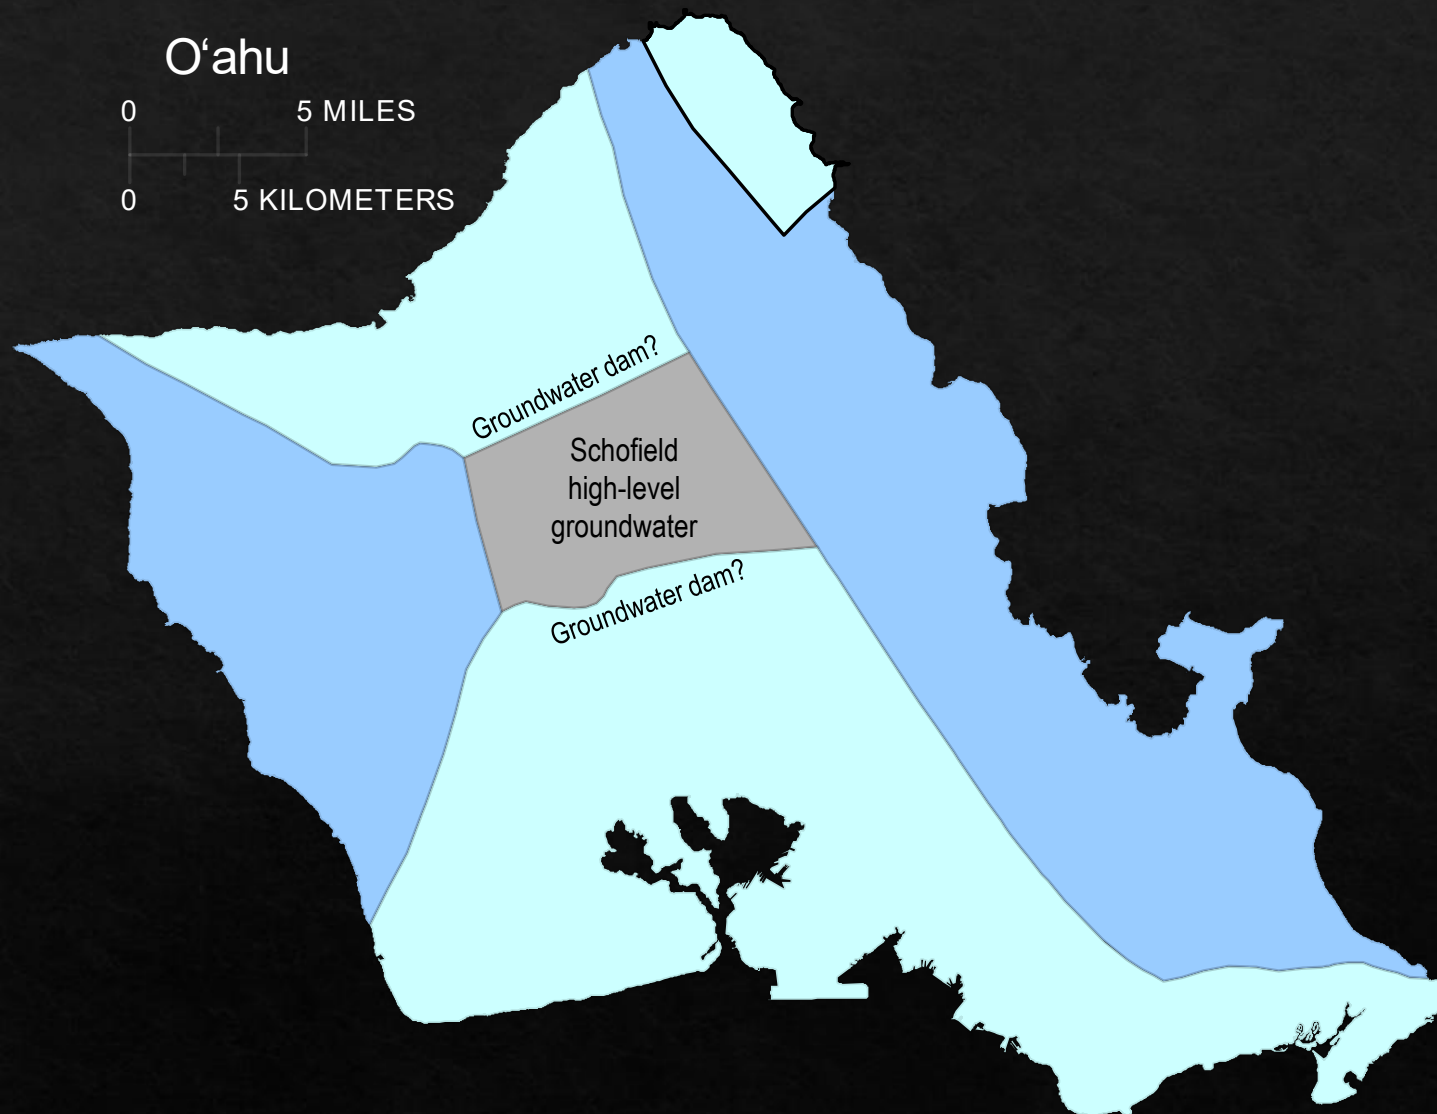 Oʻahu
0 5 MILES
0 5 KILOMETERS
Groundwater dam?
Schofield
high-level
groundwater
Groundwater dam?